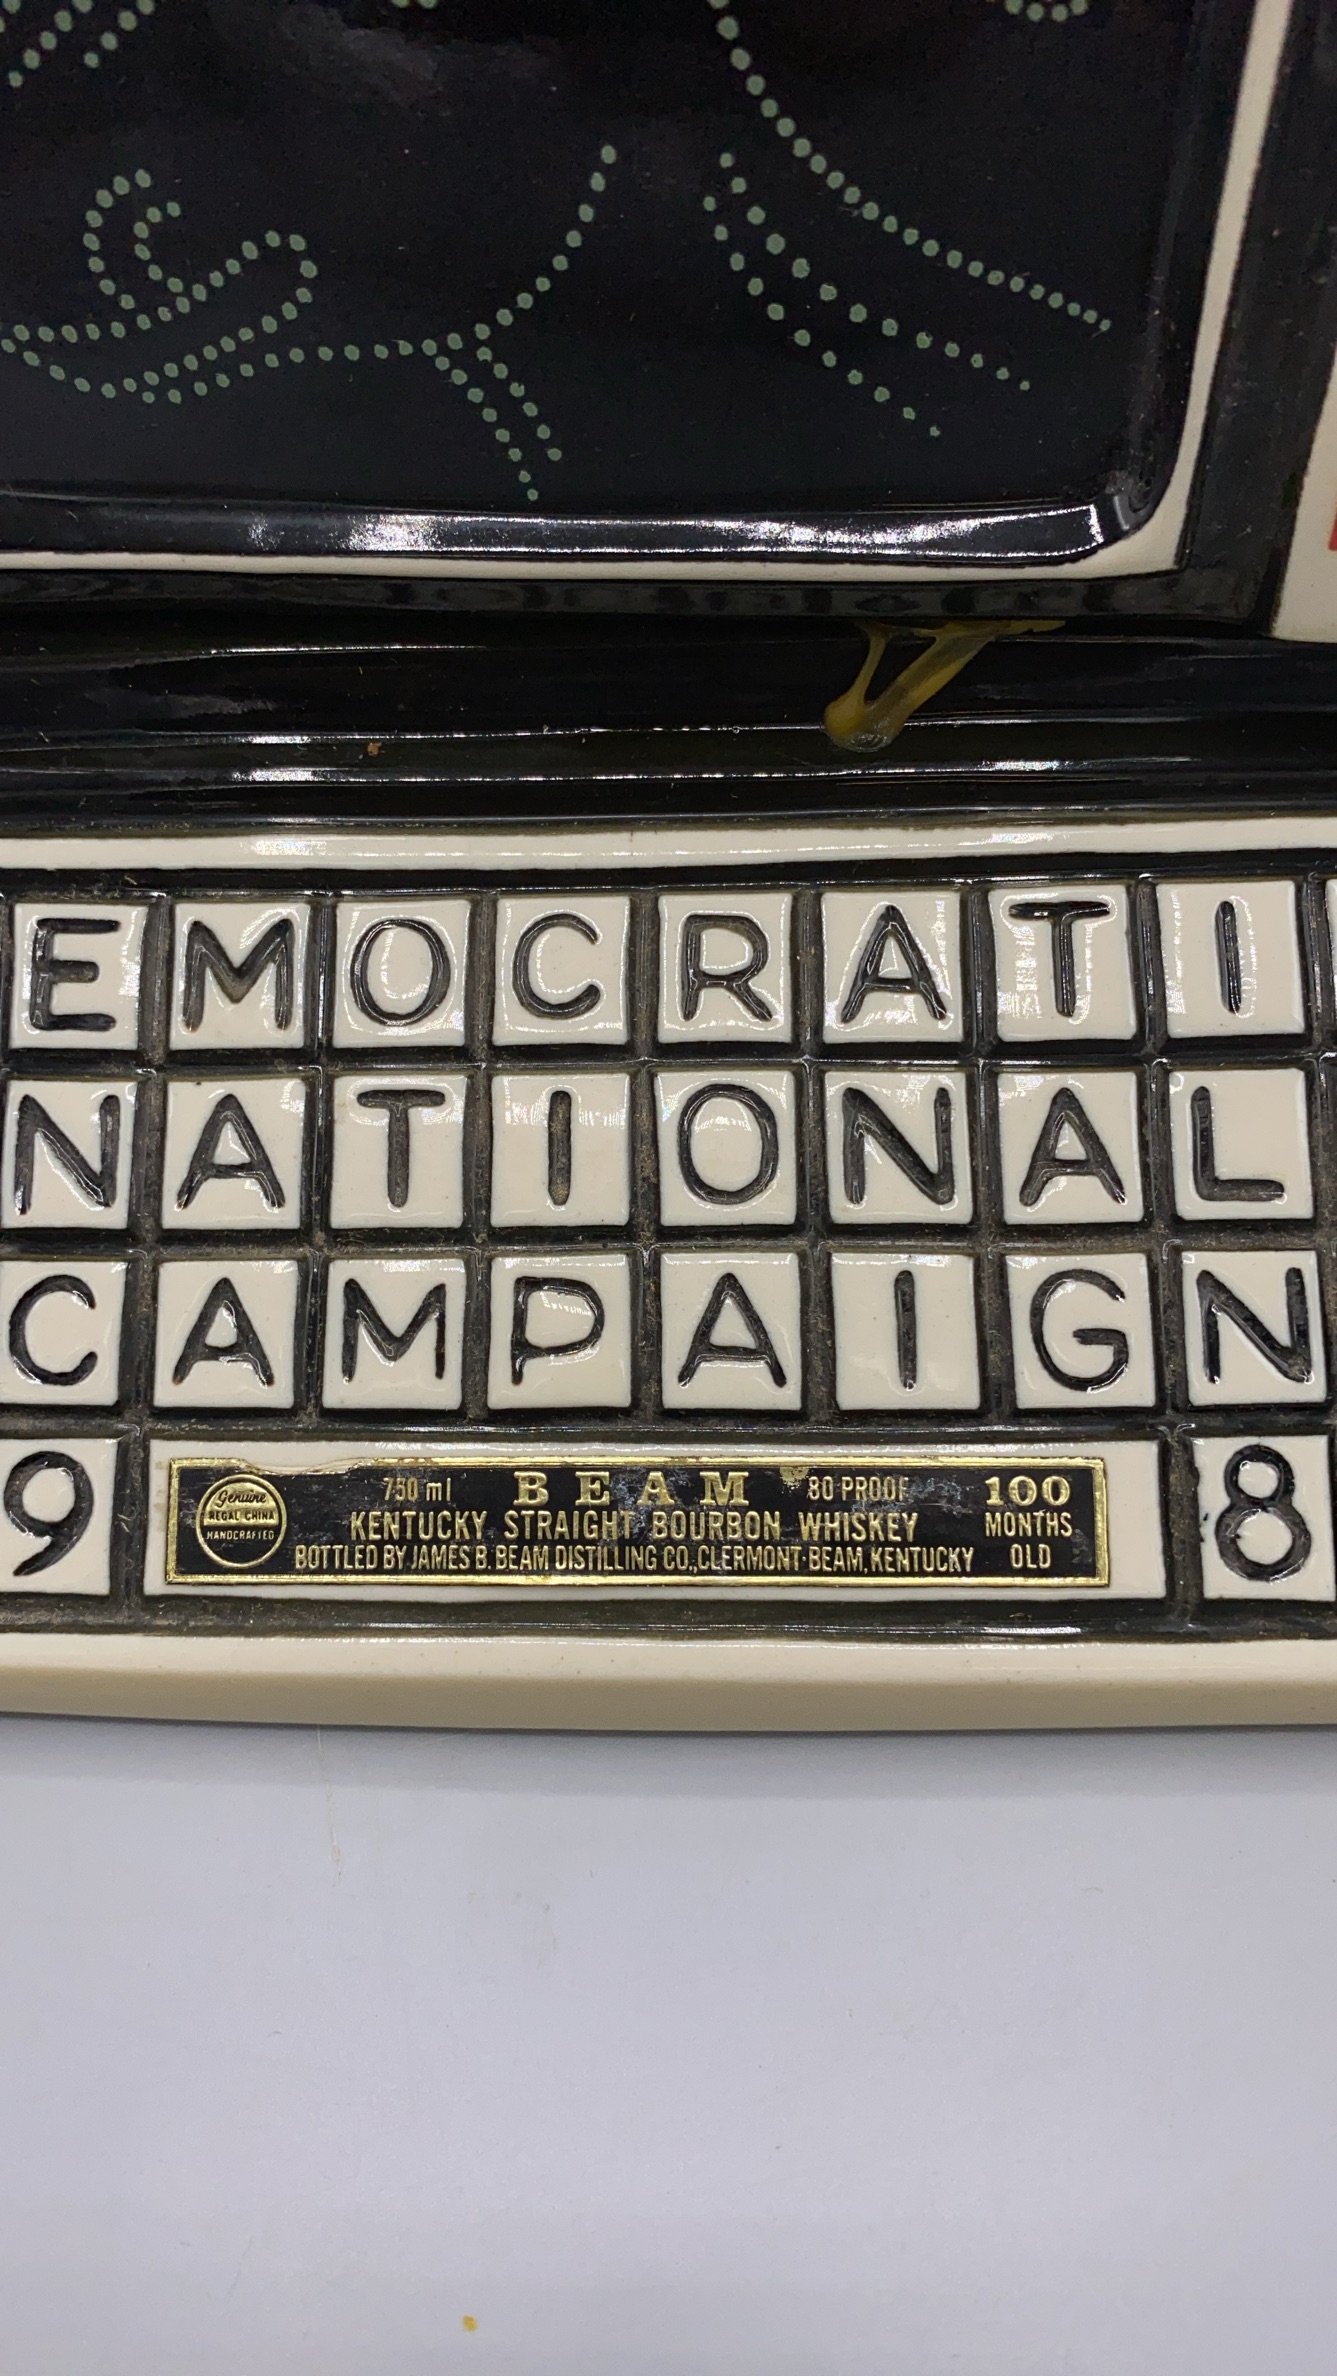 EMOCRATI
NATIONAL
CAMPAIGN
9 8
Genuine
REGAL CHINA
HANDCRAFTED
750 ml BEAM 80 PROOF 100
KENTUCKY STRAIGHT BOURBON WHISKEY MONTHS
BOTTLED BY JAMES B. BEAM DISTILLING CO., CLERMONT·BEAM, KENTUCKY OLD